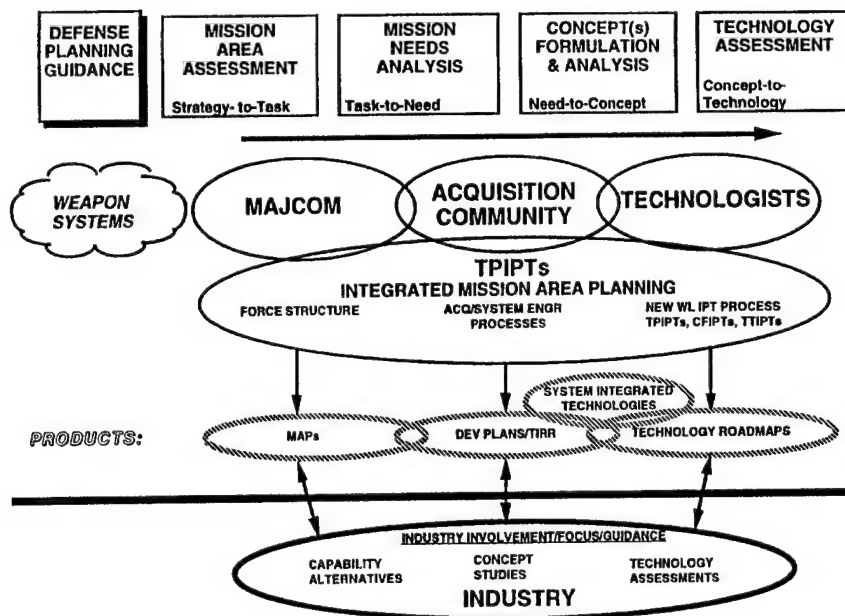 DEFENSE
PLANNING
GUIDANCE
MISSION
AREA
ASSESSMENT
Strategy- to-Task
MISSION
NEEDS
ANALYSIS
Task-to-Need
CONCEPT(s)
FORMULATION
& ANALYSIS
Need-to-Concept
TECHNOLOGY
ASSESSMENT
Concept-to-
Technology
WEAPON
SYSTEMS
MAJCOM
ACQUISITION
COMMUNITY
TECHNOLOGISTS
TPIPTs
INTEGRATED MISSION AREA PLANNING
FORCE STRUCTURE
ACQ/SYSTEM ENGR
PROCESSES
NEW WL IPT PROCESS
TPIPTs, CFIPTs, TTIPTs
SYSTEM INTEGRATED
TECHNOLOGIES
PRODUCTS:
MAPs
DEV PLANS/TIRR
TECHNOLOGY ROADMAPS
INDUSTRY INVOLVEMENT/FOCUS/GUIDANCE
CAPABILITY
ALTERNATIVES
CONCEPT
STUDIES
TECHNOLOGY
ASSESSMENTS
INDUSTRY